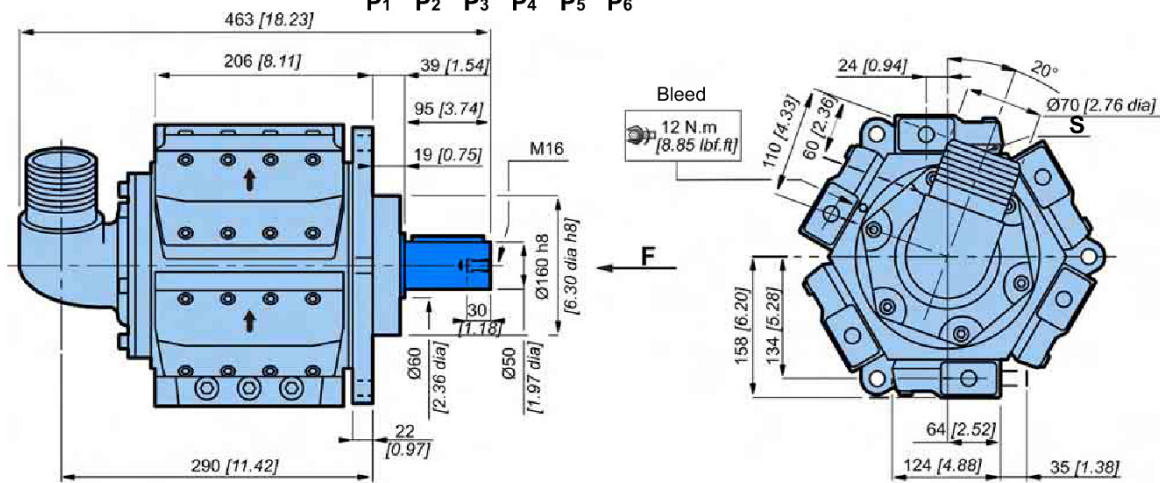 P1 P2 P3 P4 P5 P6
463 [18.23]
206 [8.11]
39 [1.54]
95 [3.74]
19 [0.75]
M16
Ø160 h8
[6.30 dia h8]
F
30
[1.18]
Ø60
[2.36 dia]
Ø50
[1.97 dia]
22
[0.97]
290 [11.42]
Bleed
12 N.m
[8.85 lbf.ft]
24 [0.94]
20°
Ø70 [2.76 dia]
S
110 [4.33]
60 [2.36]
158 [6.20]
134 [5.28]
64 [2.52]
124 [4.88]
35 [1.38]